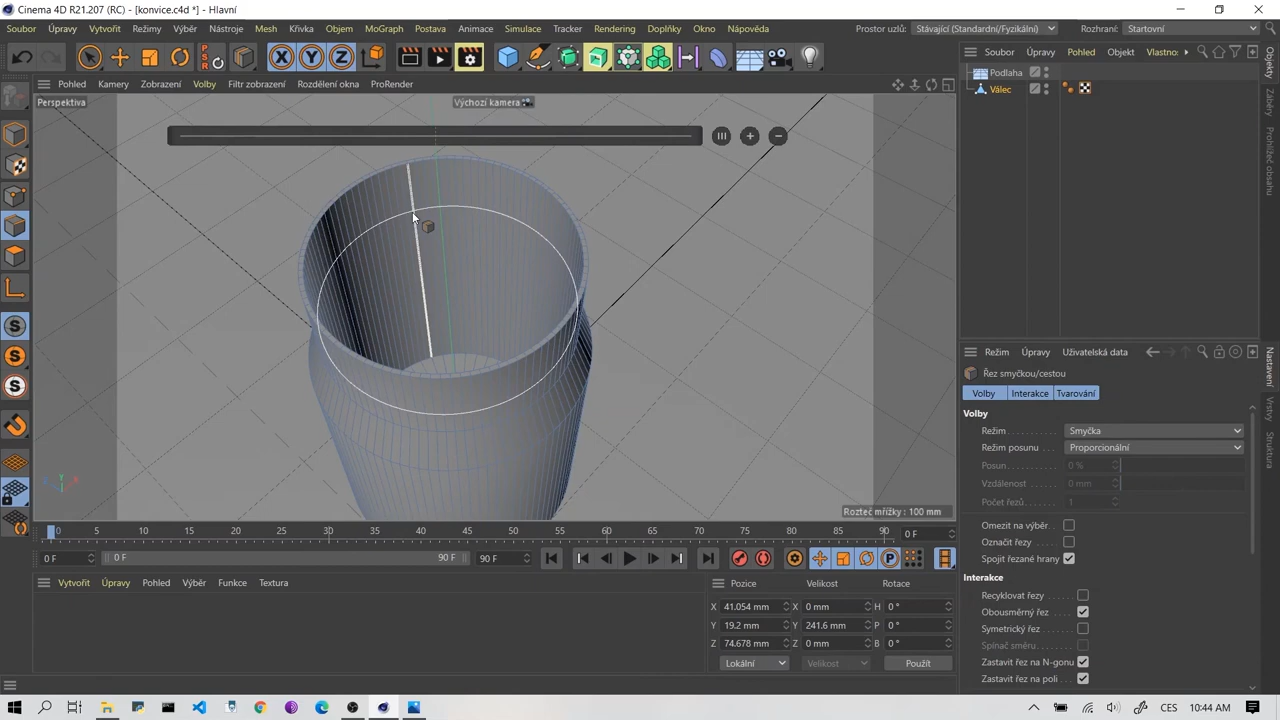 Cinema 4D R21.207 (RC) - [konvice.c4d *] - Hlavní
Soubor Úpravy Vytvořit Režimy Výběr Nástroje Mesh Křivka Objem MoGraph Postava Animace Simulace Tracker Rendering Doplňky Okno Nápověda Prostor uzlů: Stávající (Standardní/Fyzikální) Rozhraní: Startovní
X Y Z
PSR
Soubor Úpravy Pohled Objekt Vlastno
Pohled Kamery Zobrazení Volby Filtr zobrazení Rozdělení okna ProRender
Perspektiva
Výchozí kamera
Podlaha
Válec
Objekty
Záběry
Prohlížeč obsahu
Rozteč mřížky : 100 mm
Y
Z X
S
S
S
Režim Úpravy Uživatelská data
Řez smyčkou/cestou
Volby Interakce Tvarování
Volby
Režim Smyčka
Režim posunu Proporcionální
Posun 0 %
Vzdálenost 0 mm
Počet řezů 1
Omezit na výběr
Označit řezy
Spojit řezané hrany
Interakce
Recyklovat řezy
Obousměrný řez
Symetrický řez
Spínač směru
Zastavit řez na N-gonu
Zastavit řez na poli
Nastavení
Vrstvy
Struktura
0 5 10 15 20 25 30 35 40 45 50 55 60 65 70 75 80 85 90 0 F
0 F 0 F 90 F 90 F
P
Vytvořit Úpravy Pohled Výběr Funkce Textura
Pozice Velikost Rotace
X 41.054 mm X 0 mm H 0 °
Y 19.2 mm Y 241.6 mm P 0 °
Z 74.678 mm Z 0 mm B 0 °
Lokální Velikost Použít
CES 10:44 AM